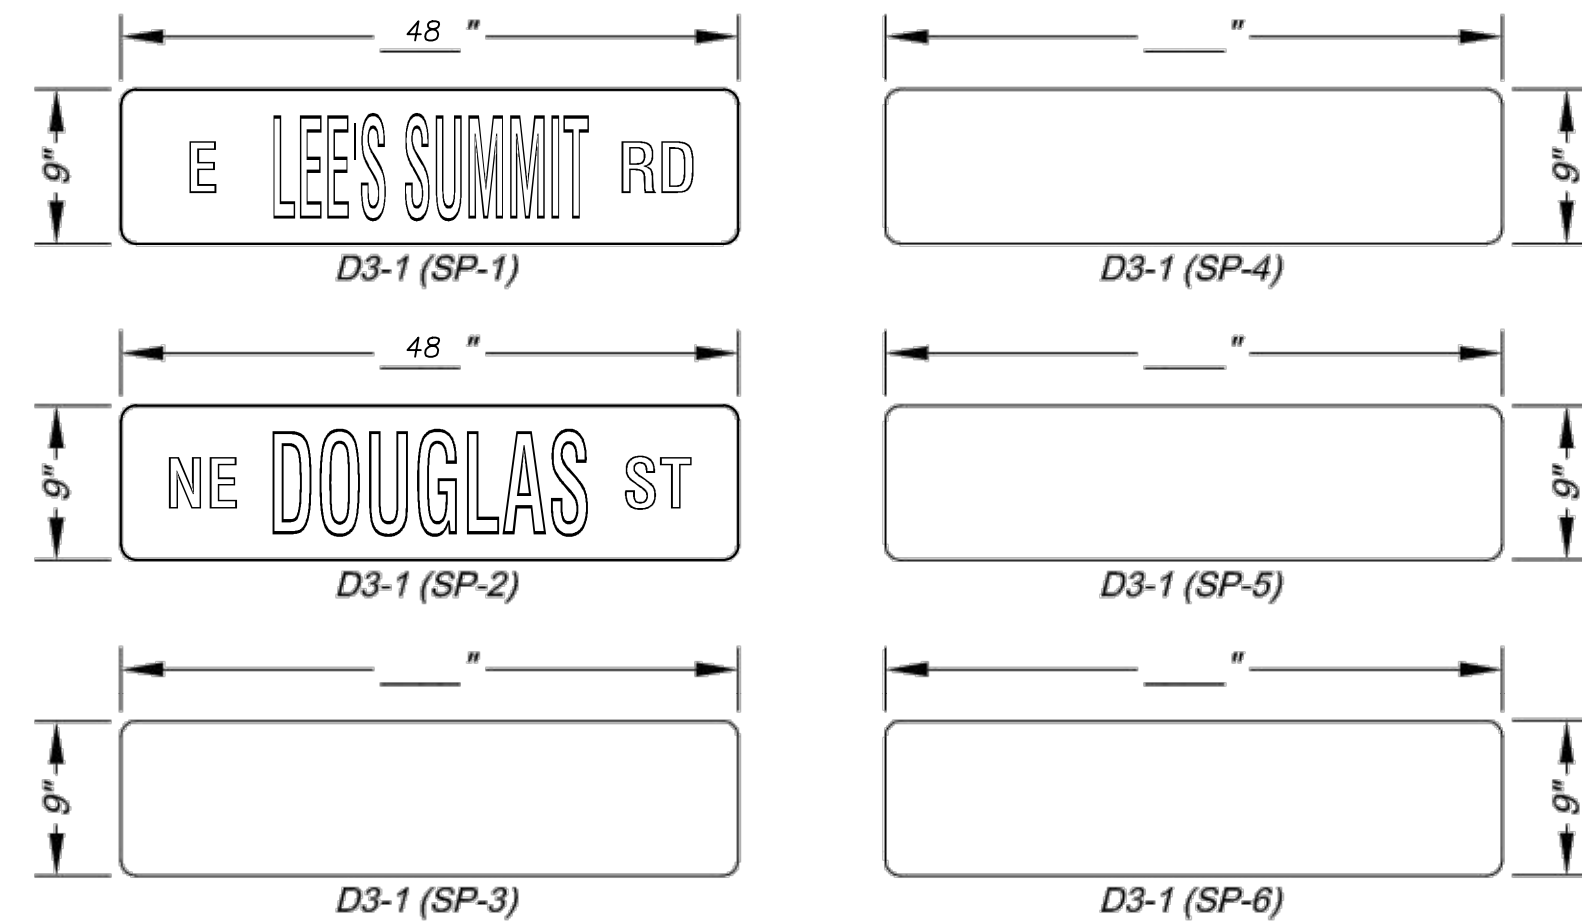 48 "
"
9"
E LEE'S SUMMIT RD
9"
D3-1 (SP-1)
D3-1 (SP-4)
48 "
"
9"
NE DOUGLAS ST
9"
D3-1 (SP-2)
D3-1 (SP-5)
"
"
9"
9"
D3-1 (SP-3)
D3-1 (SP-6)